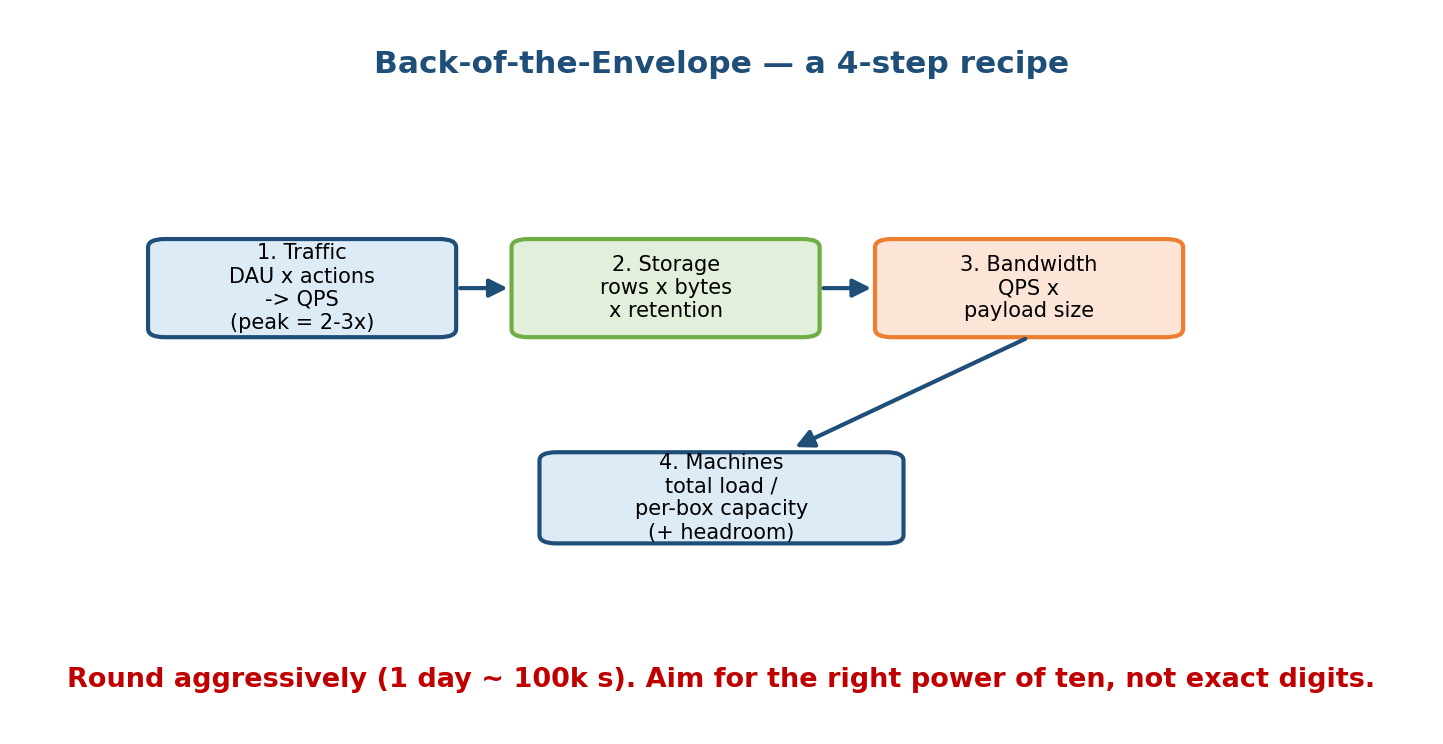 Back-of-the-Envelope — a 4-step recipe
1. Traffic
DAU x actions
-> QPS
(peak = 2-3x)
2. Storage
rows x bytes
x retention
3. Bandwidth
QPS x
payload size
4. Machines
total load /
per-box capacity
(+ headroom)
Round aggressively (1 day ~ 100k s). Aim for the right power of ten, not exact digits.